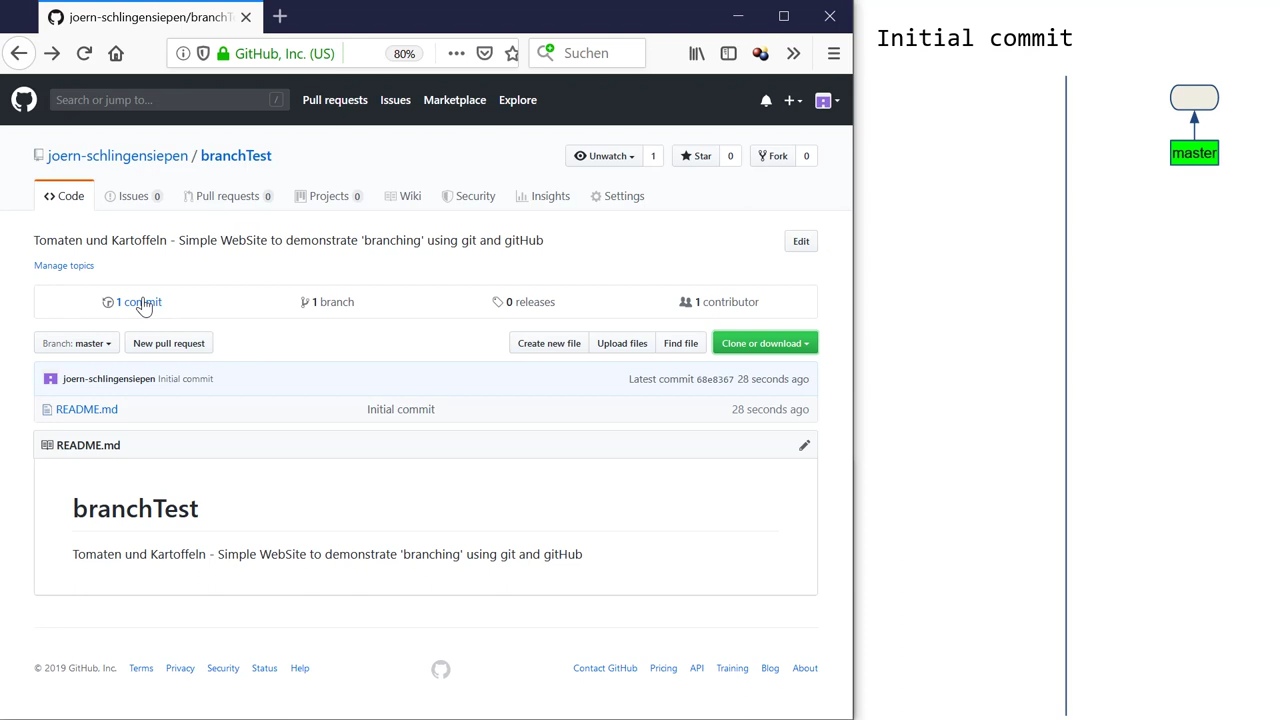 joern-schlingensiepen/branchT
GitHub, Inc. (US)
80%
Suchen
Search or jump to...
/
Pull requests
Issues
Marketplace
Explore
joern-schlingensiepen / branchTest
Unwatch
1
Star
0
Fork
0
Code
Issues 0
Pull requests 0
Projects 0
Wiki
Security
Insights
Settings
Tomaten und Kartoffeln - Simple WebSite to demonstrate 'branching' using git and gitHub
Edit
Manage topics
1 commit
1 branch
0 releases
1 contributor
Branch: master
New pull request
Create new file
Upload files
Find file
Clone or download
joern-schlingensiepen Initial commit
Latest commit 68e8367 28 seconds ago
README.md
Initial commit
28 seconds ago
README.md
branchTest
Tomaten und Kartoffeln - Simple WebSite to demonstrate 'branching' using git and gitHub
© 2019 GitHub, Inc.
Terms
Privacy
Security
Status
Help
Contact GitHub
Pricing
API
Training
Blog
About
Initial commit
master